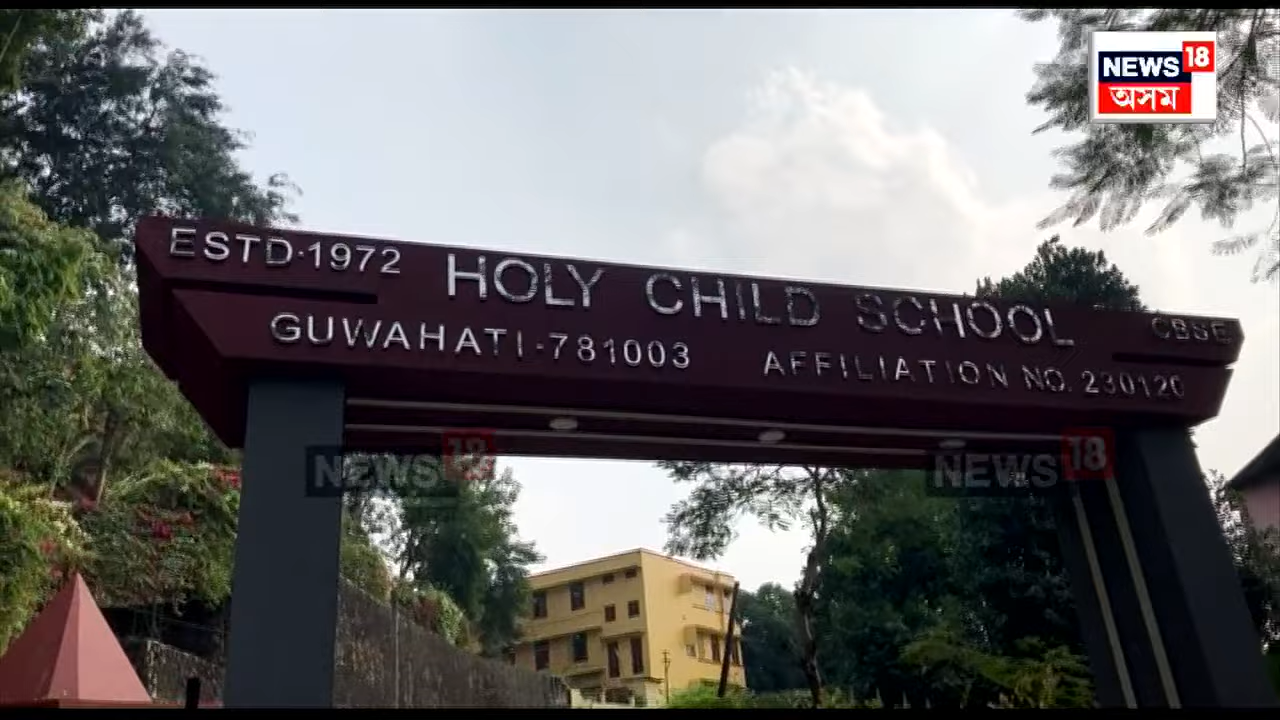 NEWS 18
অসম
ESTD·1972 HOLY CHILD SCHOOL CBSE
GUWAHATI-781003 AFFILIATION NO. 230120
NEWS 18 NEWS 18